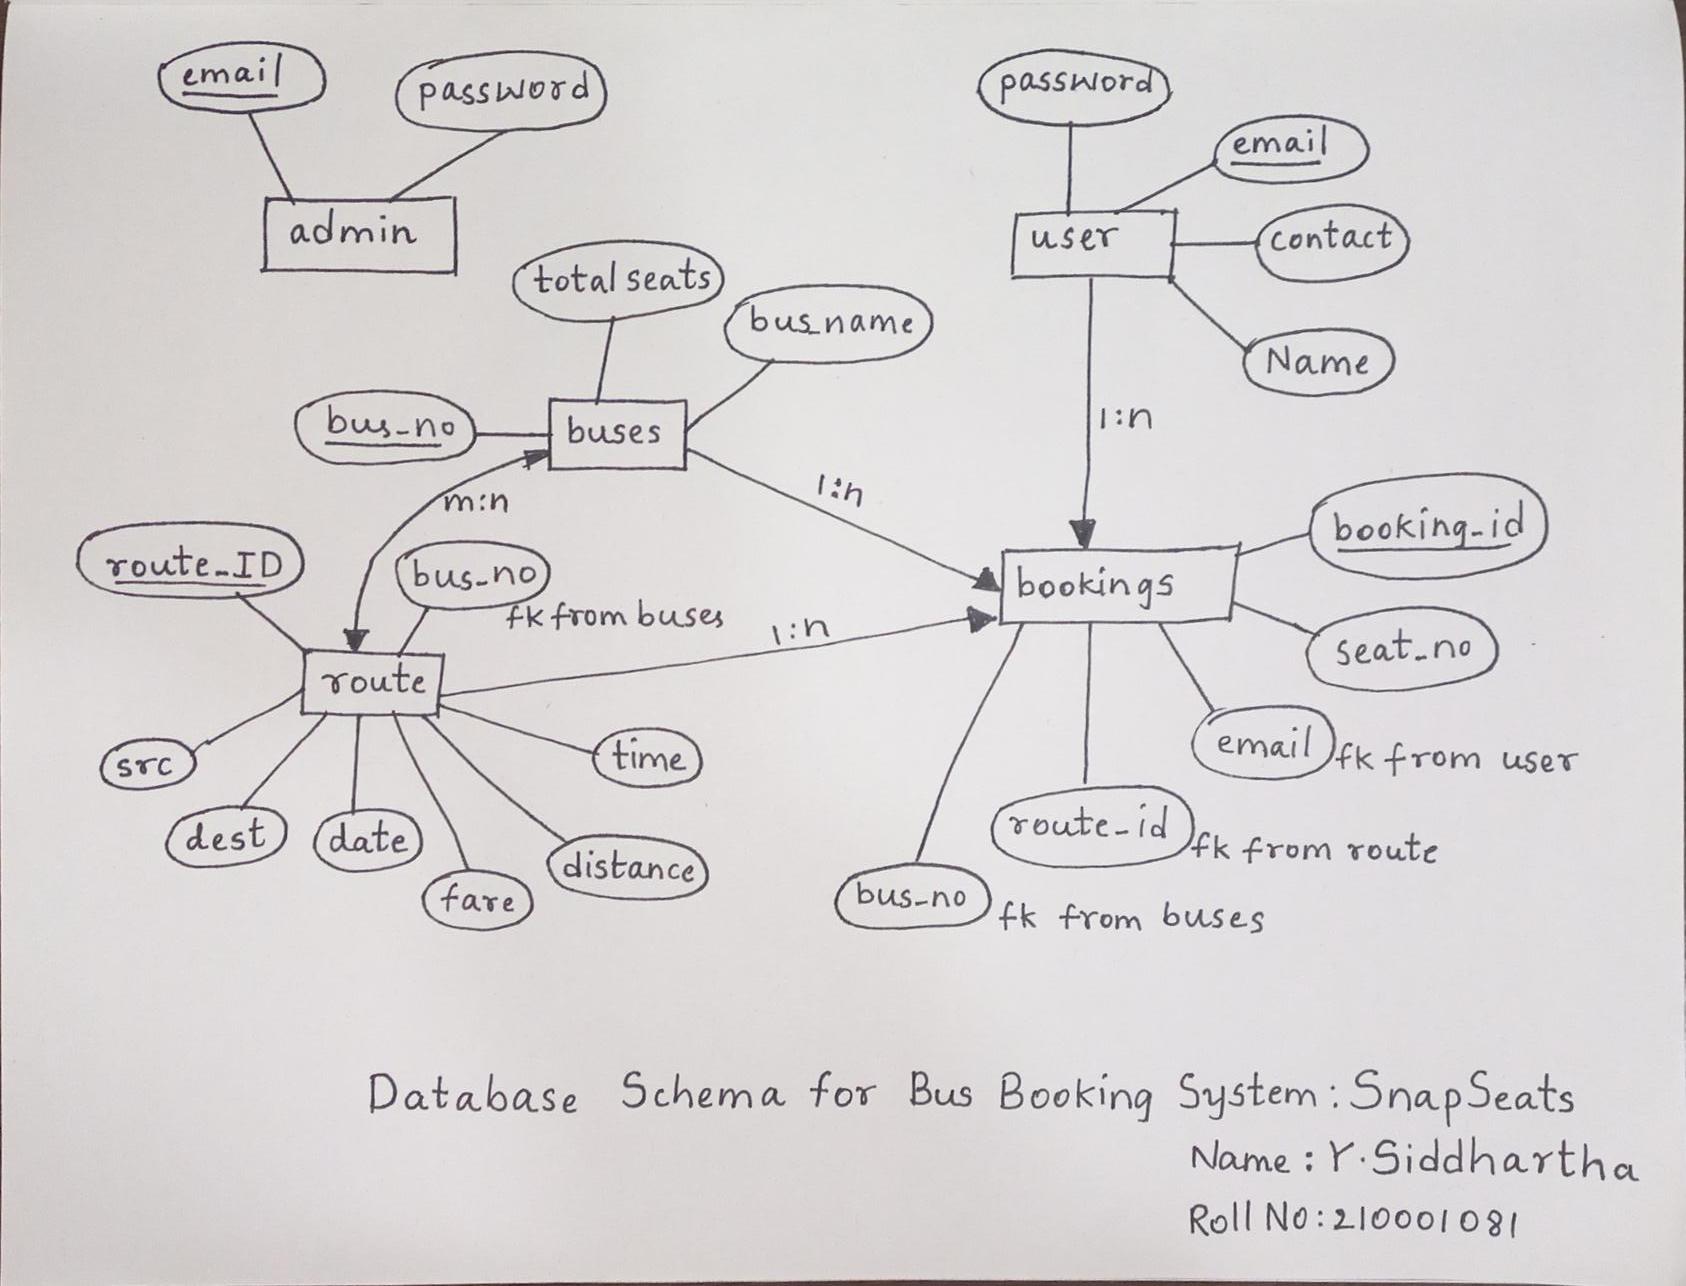 email
password
admin
password
email
user
contact
Name
total seats
bus_name
bus_no
buses
1:n
m:n
1:n
route_ID
bus_no
fk from buses
1:n
bookings
booking_id
seat_no
route
src
dest
date
fare
distance
time
email
fk from user
route_id
fk from route
bus_no
fk from buses
Database Schema for Bus Booking System : SnapSeats
Name : Y. Siddhartha
Roll No : 210001081